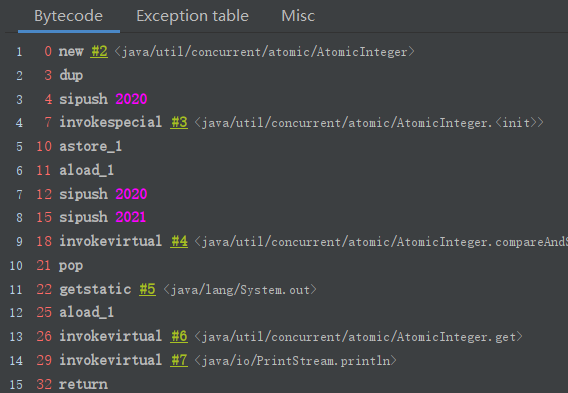 Bytecode Exception table Misc
1 0 new #2 <java/util/concurrent/atomic/AtomicInteger>
2 3 dup
3 4 sipush 2020
4 7 invokespecial #3 <java/util/concurrent/atomic/AtomicInteger.<init>>
5 10 astore_1
6 11 aload_1
7 12 sipush 2020
8 15 sipush 2021
9 18 invokevirtual #4 <java/util/concurrent/atomic/AtomicInteger.compareAndS
10 21 pop
11 22 getstatic #5 <java/lang/System.out>
12 25 aload_1
13 26 invokevirtual #6 <java/util/concurrent/atomic/AtomicInteger.get>
14 29 invokevirtual #7 <java/io/PrintStream.println>
15 32 return